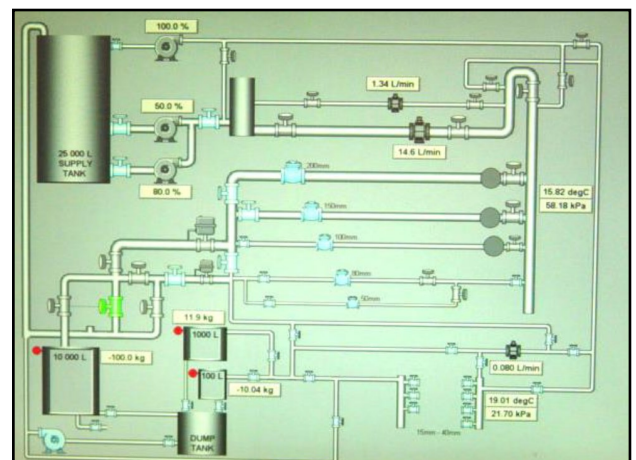 100.0 %
1.34 L/min
50.0 %
25 000 L
SUPPLY
TANK
14.6 L/min
80.0 %
200mm
15.82 degC
58.18 kPa
150mm
100mm
80mm
50mm
11.9 kg
10 000 L
-100.0 kg
1000 L
100 L
-10.04 kg
0.080 L/min
19.01 degC
21.70 kPa
DUMP
TANK
15mm - 40mm